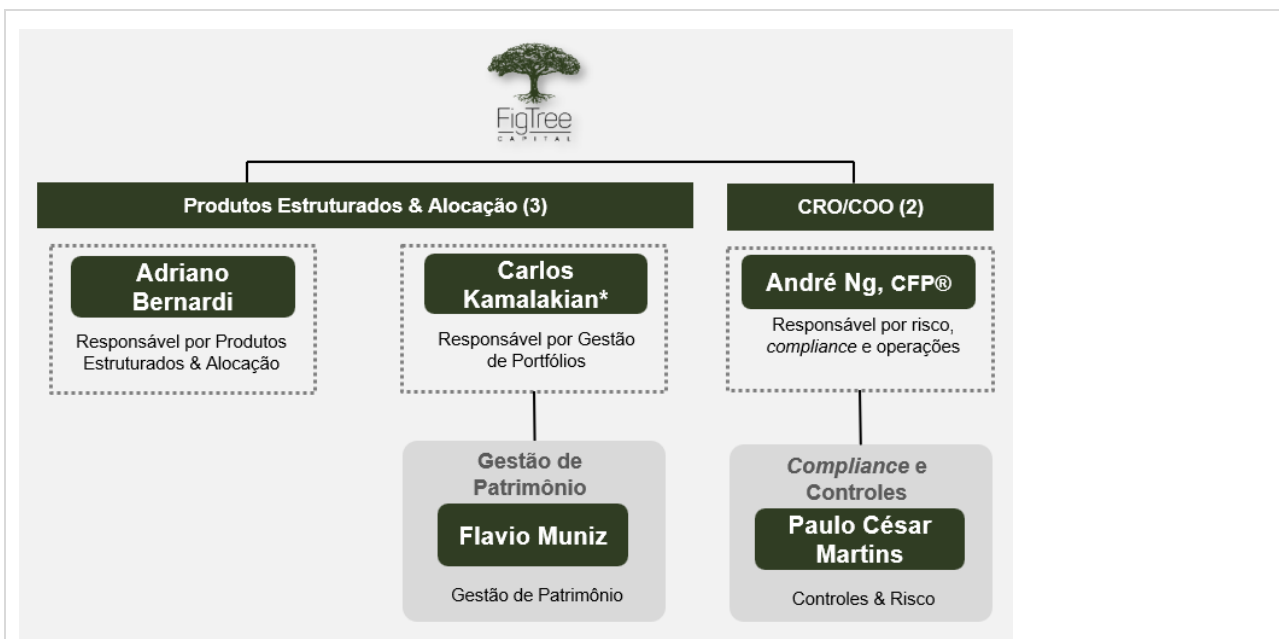 FigTree
CAPITAL
Produtos Estruturados & Alocação (3)
CRO/COO (2)
Adriano
Bernardi
Responsável por Produtos
Estruturados & Alocação
Carlos
Kamalakian*
Responsável por Gestão
de Portfólios
André Ng, CFP®
Responsável por risco,
compliance e operações
Gestão de
Patrimônio
Flavio Muniz
Gestão de Patrimônio
Compliance e
Controles
Paulo César
Martins
Controles & Risco